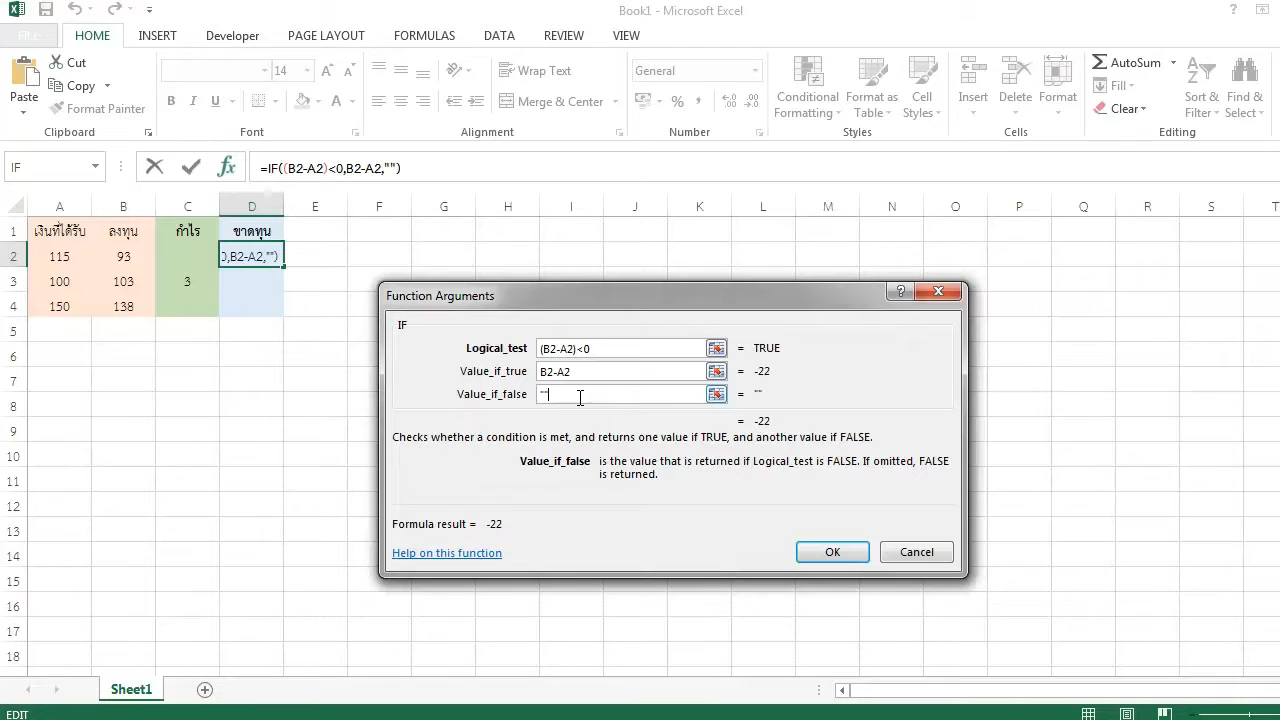 Book1 - Microsoft Excel
HOME INSERT Developer PAGE LAYOUT FORMULAS DATA REVIEW VIEW
Paste
Cut
Copy
Format Painter
Clipboard
14
B I U
Font
Wrap Text
Merge & Center
Alignment
General
Number
Conditional Formatting
Format as Table
Cell Styles
Styles
Insert
Delete
Format
Cells
AutoSum
Fill
Clear
Sort & Filter
Find & Select
Editing
IF
=IF((B2-A2)<0,B2-A2,"")
A B C D E F G H I J K L M N O P Q R S T
1 เงินที่ได้รับ ลงทุน กำไร ขาดทุน
2 115 93 0,B2-A2,"")
3 100 103 3
4 150 138
5
6
7
8
9
10
11
12
13
14
15
16
17
18
Function Arguments
IF
Logical_test (B2-A2)<0 = TRUE
Value_if_true B2-A2 = -22
Value_if_false "" = ""
= -22
Checks whether a condition is met, and returns one value if TRUE, and another value if FALSE.
Value_if_false is the value that is returned if Logical_test is FALSE. If omitted, FALSE
is returned.
Formula result = -22
Help on this function
OK
Cancel
Sheet1
EDIT